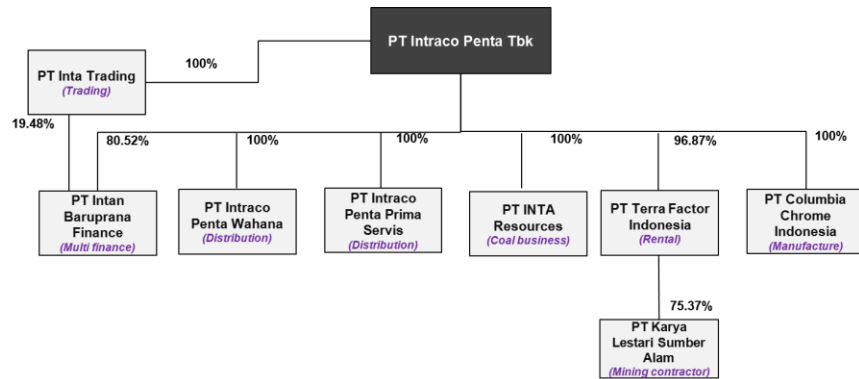 PT Intraco Penta Tbk
100%
PT Inta Trading
(Trading)
19.48%
80.52%
100%
100%
100%
96.87%
100%
PT Intan
Baruprana
Finance
(Multi finance)
PT Intraco
Penta Wahana
(Distribution)
PT Intraco
Penta Prima
Servis
(Distribution)
PT INTA
Resources
(Coal business)
PT Terra Factor
Indonesia
(Rental)
PT Columbia
Chrome
Indonesia
(Manufacture)
75.37%
PT Karya
Lestari Sumber
Alam
(Mining contractor)